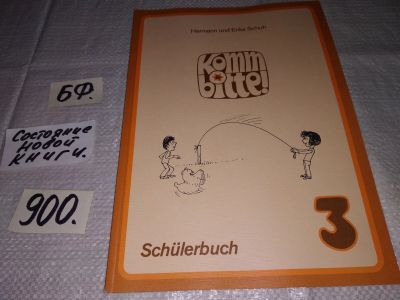 БФ.
Состояние
новой
книги.
900.
Hermann und Erika Schuh
komm
bitte!
3
Schülerbuch